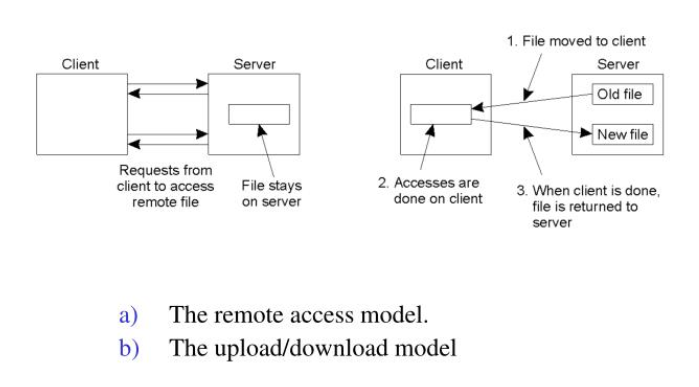 Client
Server
Requests from
client to access
remote file
File stays
on server
1. File moved to client
Client
Server
Old file
New file
2. Accesses are
done on client
3. When client is done,
file is returned to
server
a) The remote access model.
b) The upload/download model